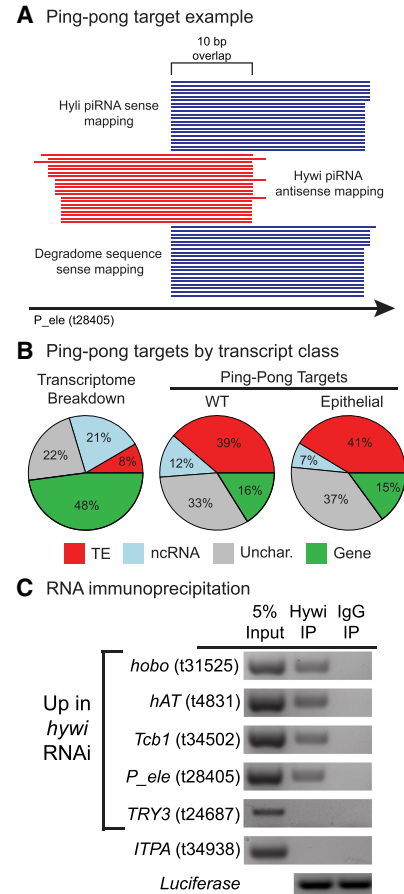 A Ping-pong target example
10 bp
overlap
Hyli piRNA sense
mapping
Hywi piRNA
antisense mapping
Degradome sequence
sense mapping
P_ele (t28405)
B Ping-pong targets by transcript class
Transcriptome
Breakdown
Ping-Pong Targets
WT
Epithelial
21%
8%
22%
48%
39%
12%
16%
33%
41%
7%
15%
37%
TE
ncRNA
Unchar.
Gene
C RNA immunoprecipitation
5%
Input
Hywi
IP
IgG
IP
Up in
hywi
RNAi
hobo (t31525)
hAT (t4831)
Tcb1 (t34502)
P_ele (t28405)
TRY3 (t24687)
ITPA (t34938)
Luciferase